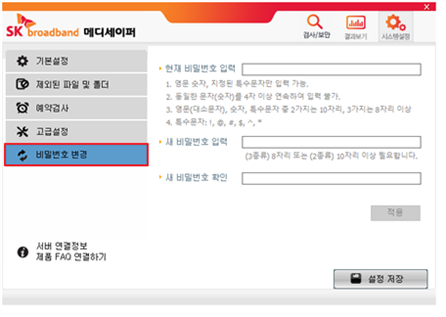 SK broadband 메디세이퍼
검사/보안
결과보기
시스템설정
기본설정
제외된 파일 및 폴더
예약검사
고급설정
비밀번호 변경
현재 비밀번호 입력
1. 영문 숫자, 지정된 특수문자만 입력 가능.
2. 동일한 문자(숫자)를 4자 이상 연속하여 입력 불가.
3. 영문(대소문자), 숫자, 특수문자 중 2가지는 10자리, 3가지는 8자리 이상
4. 특수문자: !, @, #, $, ^, *
새 비밀번호 입력
(3종류) 8자리 또는 (2종류) 10자리 이상 필요합니다.
새 비밀번호 확인
적용
서버 연결정보
제품 FAQ 연결하기
설정 저장